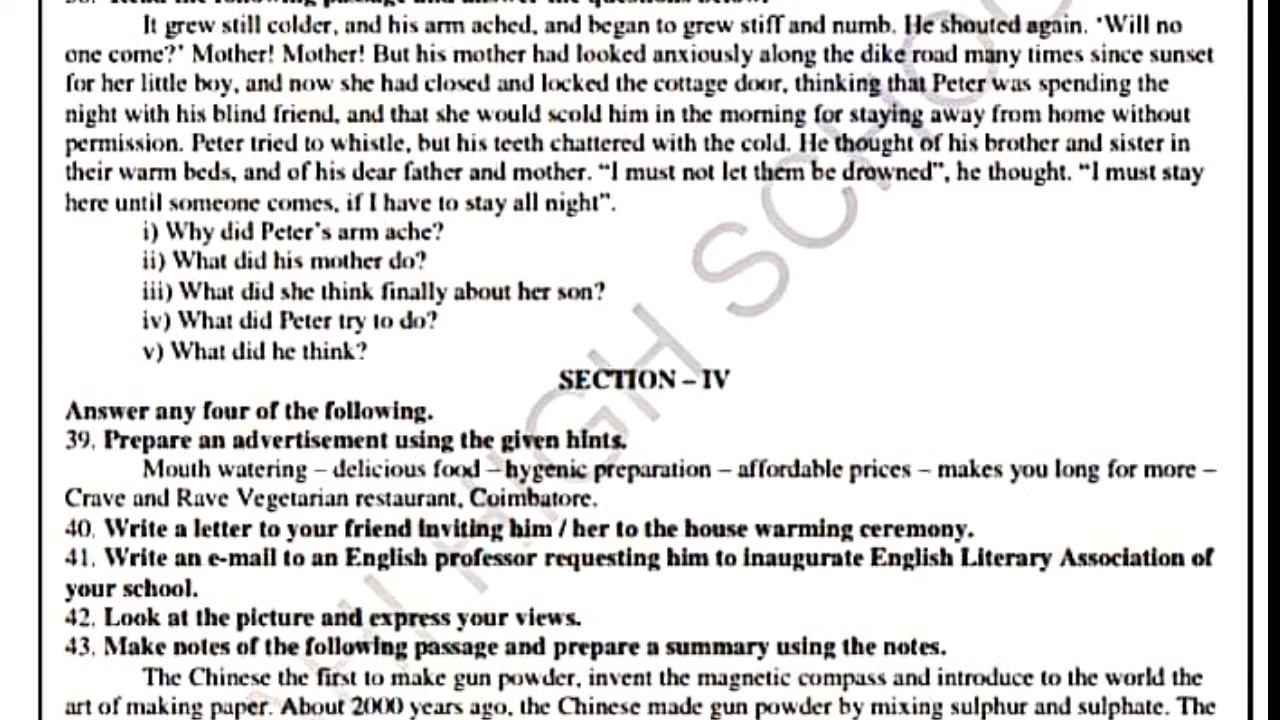 It grew still colder, and his arm ached, and began to grew stiff and numb. He shouted again. ‘Will no
one come?’ Mother! Mother! But his mother had looked anxiously along the dike road many times since sunset
for her little boy, and now she had closed and locked the cottage door, thinking that Peter was spending the
night with his blind friend, and that she would scold him in the morning for staying away from home without
permission. Peter tried to whistle, but his teeth chattered with the cold. He thought of his brother and sister in
their warm beds, and of his dear father and mother. “I must not let them be drowned”, he thought. “I must stay
here until someone comes, if I have to stay all night”.
i) Why did Peter’s arm ache?
ii) What did his mother do?
iii) What did she think finally about her son?
iv) What did Peter try to do?
v) What did he think?
SECTION – IV
Answer any four of the following.
39. Prepare an advertisement using the given hints.
Mouth watering – delicious food – hygenic preparation – affordable prices – makes you long for more –
Crave and Rave Vegetarian restaurant, Coimbatore.
40. Write a letter to your friend inviting him / her to the house warming ceremony.
41. Write an e-mail to an English professor requesting him to inaugurate English Literary Association of
your school.
42. Look at the picture and express your views.
43. Make notes of the following passage and prepare a summary using the notes.
The Chinese the first to make gun powder, invent the magnetic compass and introduce to the world the
art of making paper. About 2000 years ago, the Chinese made gun powder by mixing sulphur and sulphate. The
HIGH SCHO